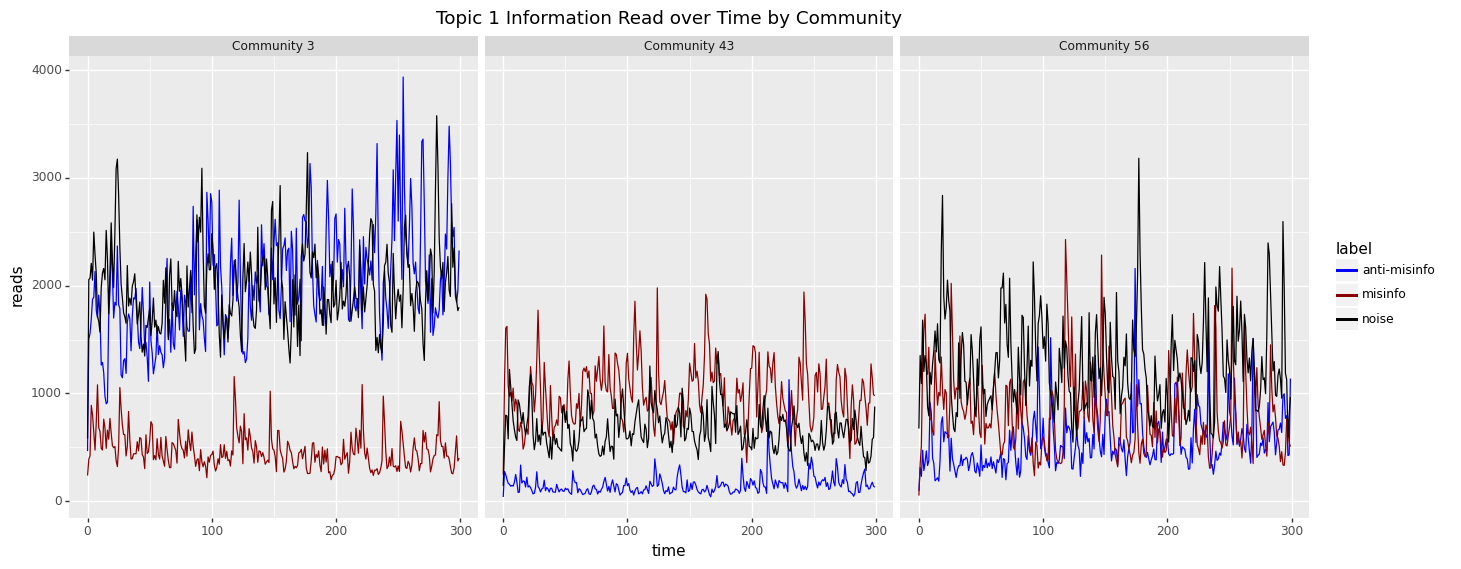 Topic 1 Information Read over Time by Community
Community 3
Community 43
Community 56
4000
3000
2000
1000
0
reads
0 100 200 300
0 100 200 300
0 100 200 300
time
label
anti-misinfo
misinfo
noise